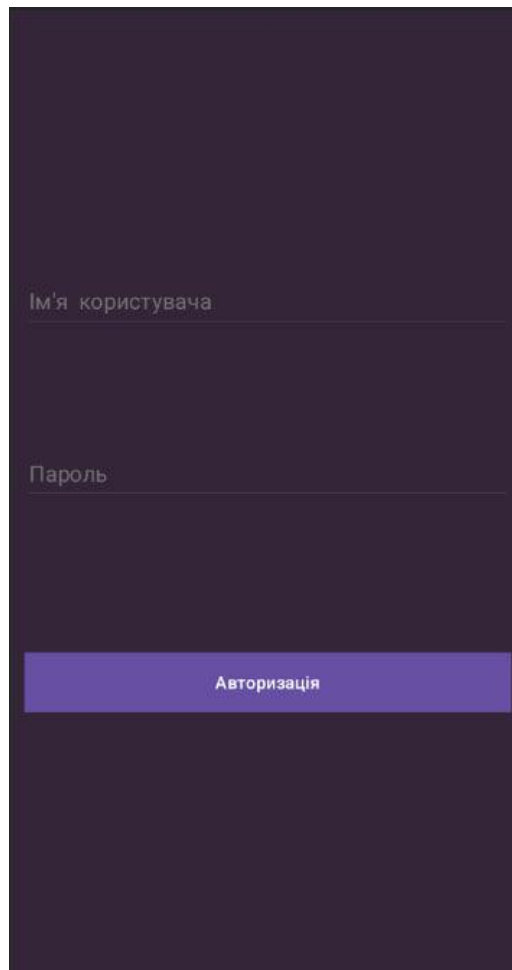 Ім'я користувача
Пароль
Авторизація